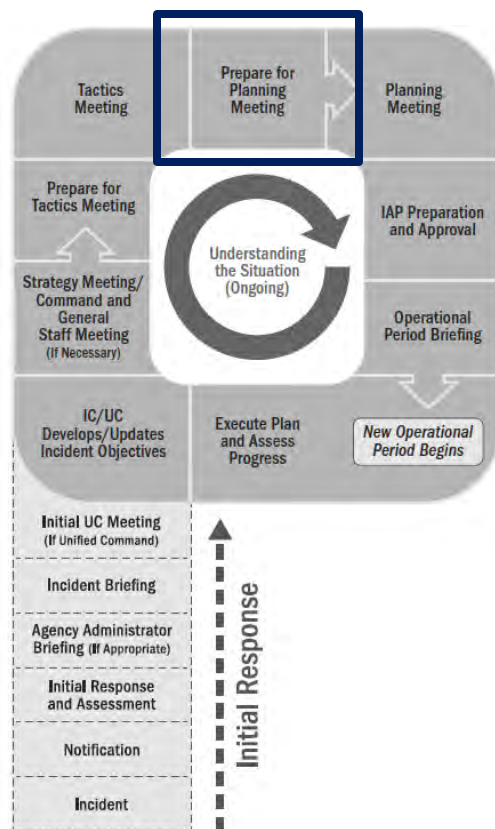 Tactics
Meeting
Prepare for
Planning
Meeting
Planning
Meeting
Prepare for
Tactics Meeting
IAP Preparation
and Approval
Understanding
the Situation
(Ongoing)
Strategy Meeting/
Command and
General
Staff Meeting
(If Necessary)
Operational
Period Briefing
IC/UC
Develops/Updates
Incident Objectives
Execute Plan
and Assess
Progress
New Operational
Period Begins
Initial UC Meeting
(If Unified Command)
Incident Briefing
Agency Administrator
Briefing (If Appropriate)
Initial Response
and Assessment
Notification
Incident
Initial Response